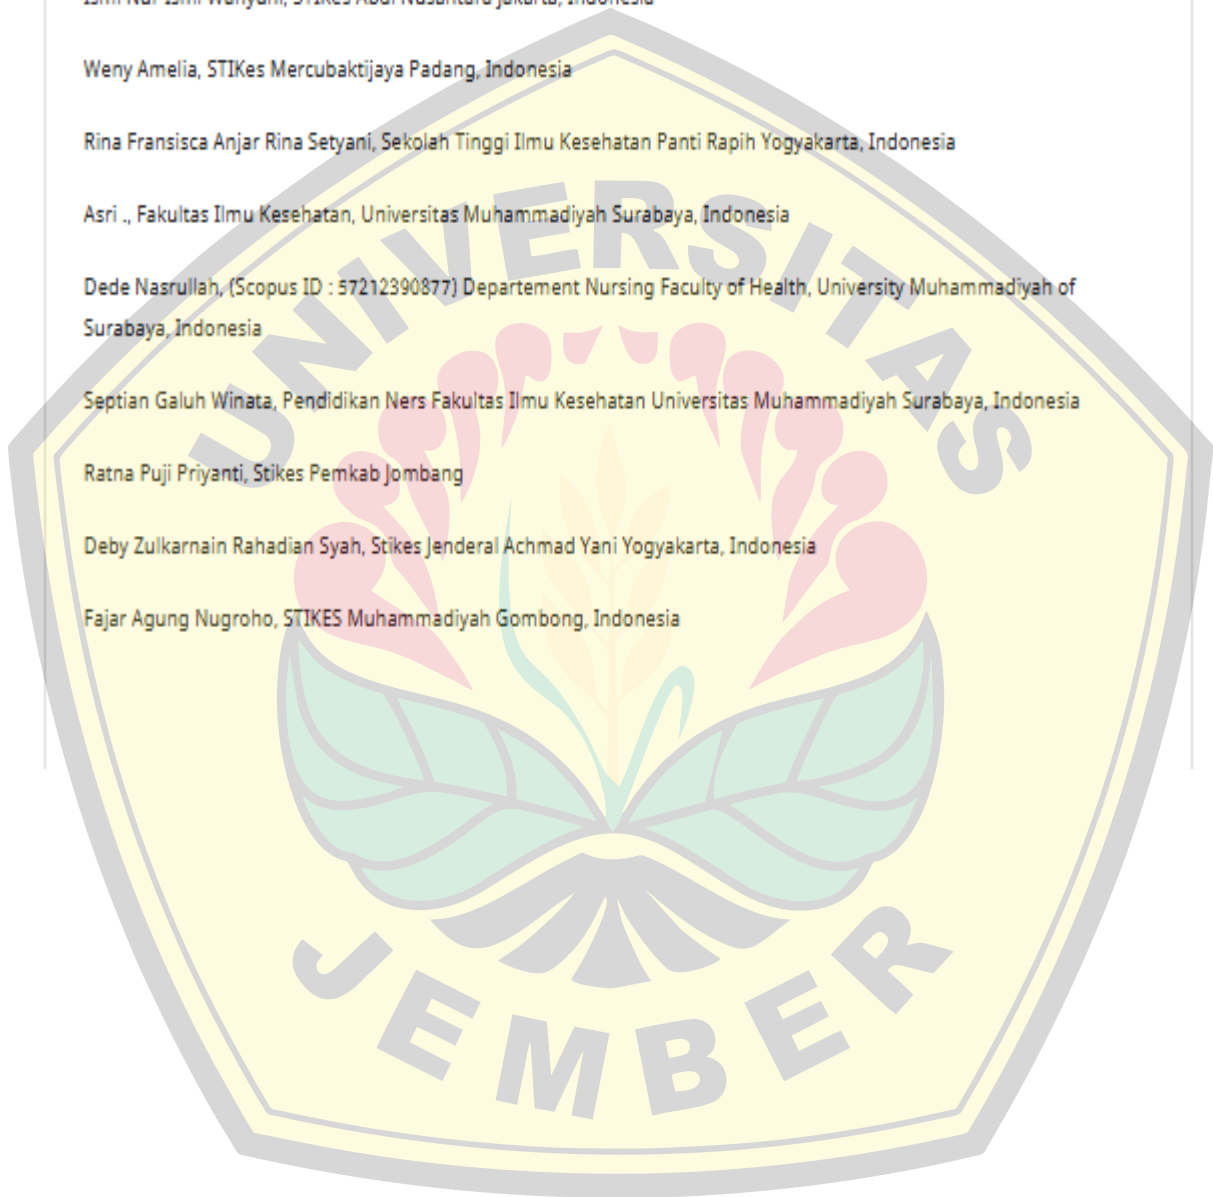 Weny Amelia, STIKes Mercubaktijaya Padang, Indonesia
Rina Fransisca Anjar Rina Setyani, Sekolah Tinggi Ilmu Kesehatan Panti Rapih Yogyakarta, Indonesia
Asri ., Fakultas Ilmu Kesehatan, Universitas Muhammadiyah Surabaya, Indonesia
Dede Nasrullah, (Scopus ID : 57212390877) Departement Nursing Faculty of Health, University Muhammadiyah of
Surabaya, Indonesia
Septian Galuh Winata, Pendidikan Ners Fakultas Ilmu Kesehatan Universitas Muhammadiyah Surabaya, Indonesia
Ratna Puji Priyanti, Stikes Pemkab Jombang
Deby Zulkarnain Rahadian Syah, Stikes Jenderal Achmad Yani Yogyakarta, Indonesia
Fajar Agung Nugroho, STIKES Muhammadiyah Gombong, Indonesia
UNIVERSITAS
JEMBER